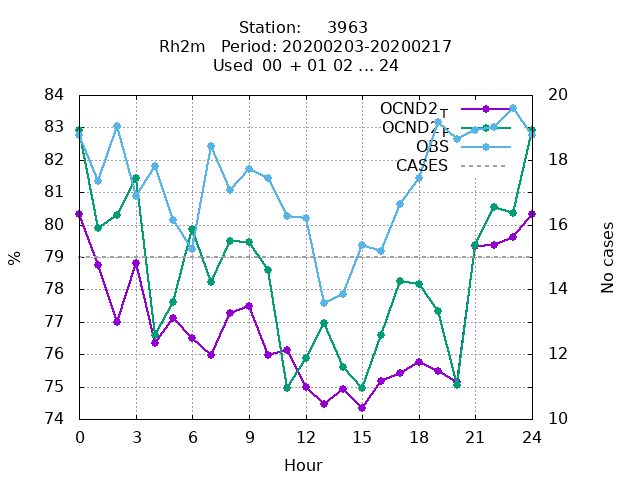 Station: 3963
Rh2m Period: 20200203-20200217
Used 00 + 01 02 ... 24
84 20
OCND2_T
83
OCND2_F
OBS
82 18
CASES
81
80 16
79
78 14
77
76 12
75
74 10
0 3 6 9 12 15 18 21 24
Hour
%
No cases